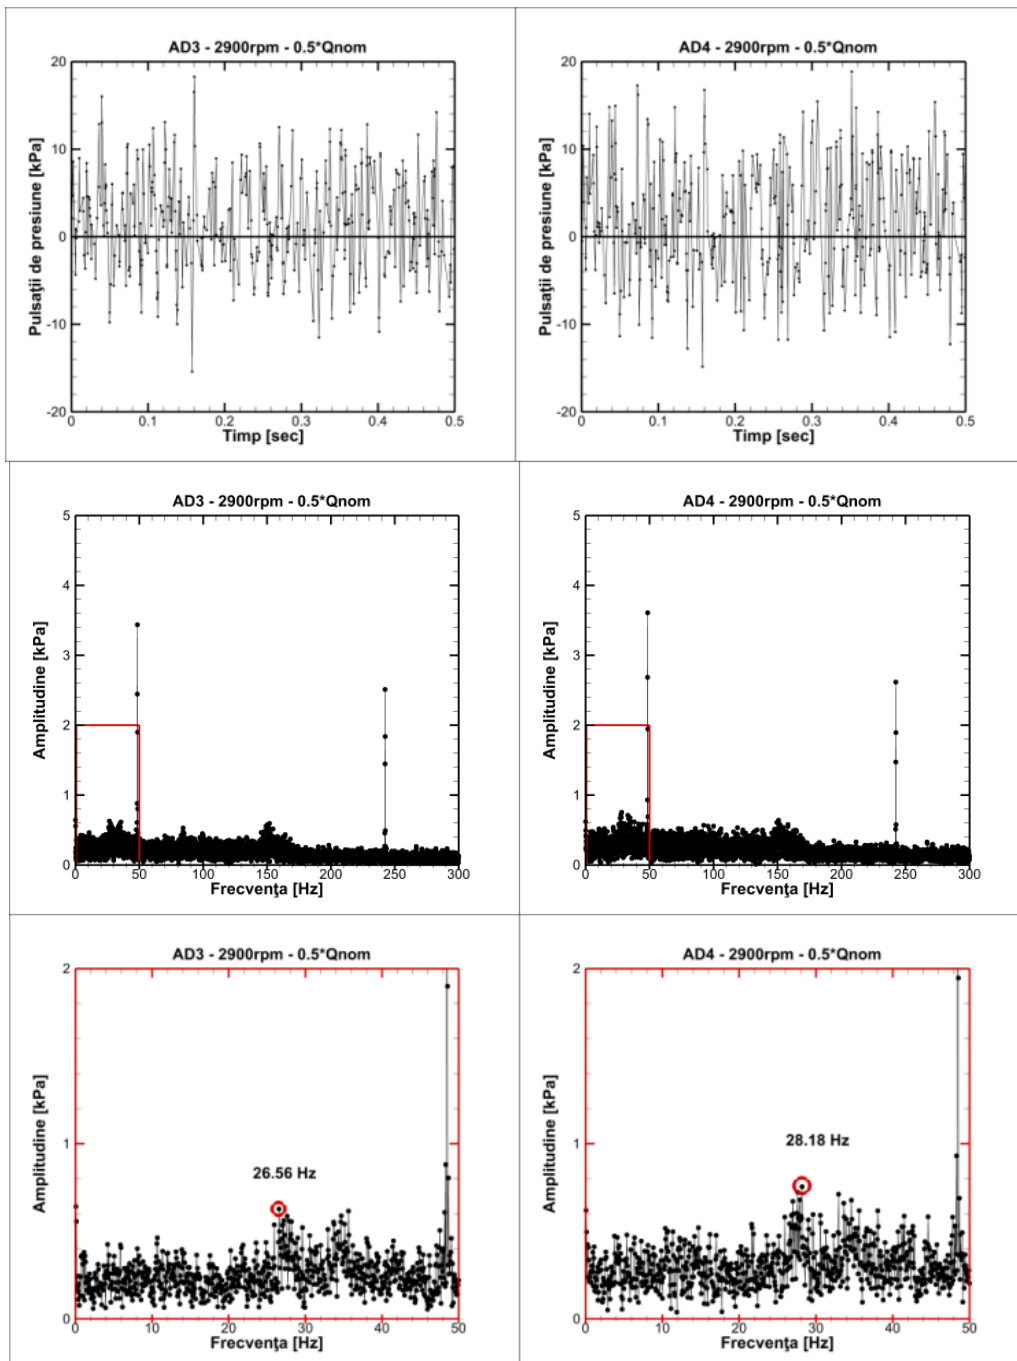 AD3 - 2900rpm - 0.5*Qnom
Pulsaţii de presiune [kPa]
20
10
0
-10
-20
0 0.1 0.2 0.3 0.4 0.5
Timp [sec]
AD4 - 2900rpm - 0.5*Qnom
Pulsaţii de presiune [kPa]
20
10
0
-10
-20
0 0.1 0.2 0.3 0.4 0.5
Timp [sec]
AD3 - 2900rpm - 0.5*Qnom
Amplitudine [kPa]
5
4
3
2
1
0
0 50 100 150 200 250 300
Frecvenţa [Hz]
AD4 - 2900rpm - 0.5*Qnom
Amplitudine [kPa]
5
4
3
2
1
0
0 50 100 150 200 250 300
Frecvenţa [Hz]
AD3 - 2900rpm - 0.5*Qnom
Amplitudine [kPa]
2
1
0
26.56 Hz
0 10 20 30 40 50
Frecvenţa [Hz]
AD4 - 2900rpm - 0.5*Qnom
Amplitudine [kPa]
2
1
0
28.18 Hz
0 10 20 30 40 50
Frecvenţa [Hz]